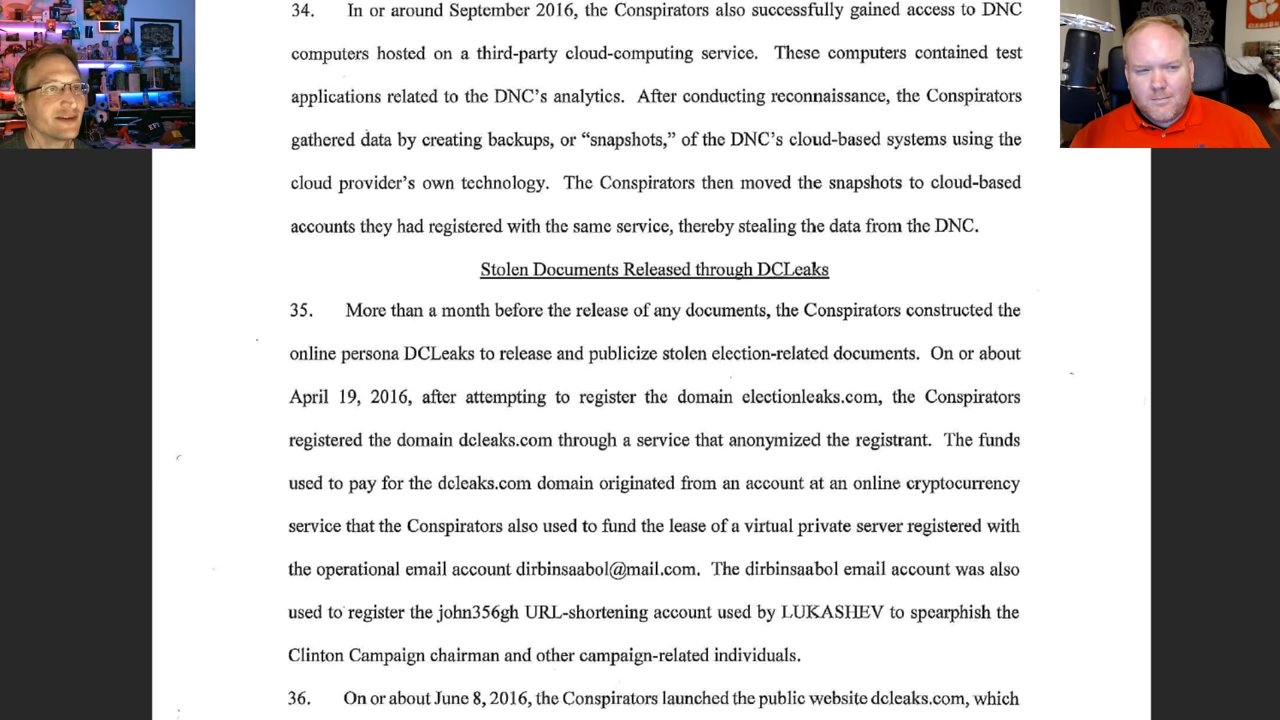 34. In or around September 2016, the Conspirators also successfully gained access to DNC
computers hosted on a third-party cloud-computing service. These computers contained test
applications related to the DNC's analytics. After conducting reconnaissance, the Conspirators
gathered data by creating backups, or “snapshots,” of the DNC's cloud-based systems using the
cloud provider's own technology. The Conspirators then moved the snapshots to cloud-based
accounts they had registered with the same service, thereby stealing the data from the DNC.
Stolen Documents Released through DCLeaks
35. More than a month before the release of any documents, the Conspirators constructed the
online persona DCLeaks to release and publicize stolen election-related documents. On or about
April 19, 2016, after attempting to register the domain electionleaks.com, the Conspirators
registered the domain dcleaks.com through a service that anonymized the registrant. The funds
used to pay for the dcleaks.com domain originated from an account at an online cryptocurrency
service that the Conspirators also used to fund the lease of a virtual private server registered with
the operational email account dirbinsaabol@mail.com. The dirbinsaabol email account was also
used to register the john356gh URL-shortening account used by LUKASHEV to spearphish the
Clinton Campaign chairman and other campaign-related individuals.
36. On or about June 8, 2016, the Conspirators launched the public website dcleaks.com, which